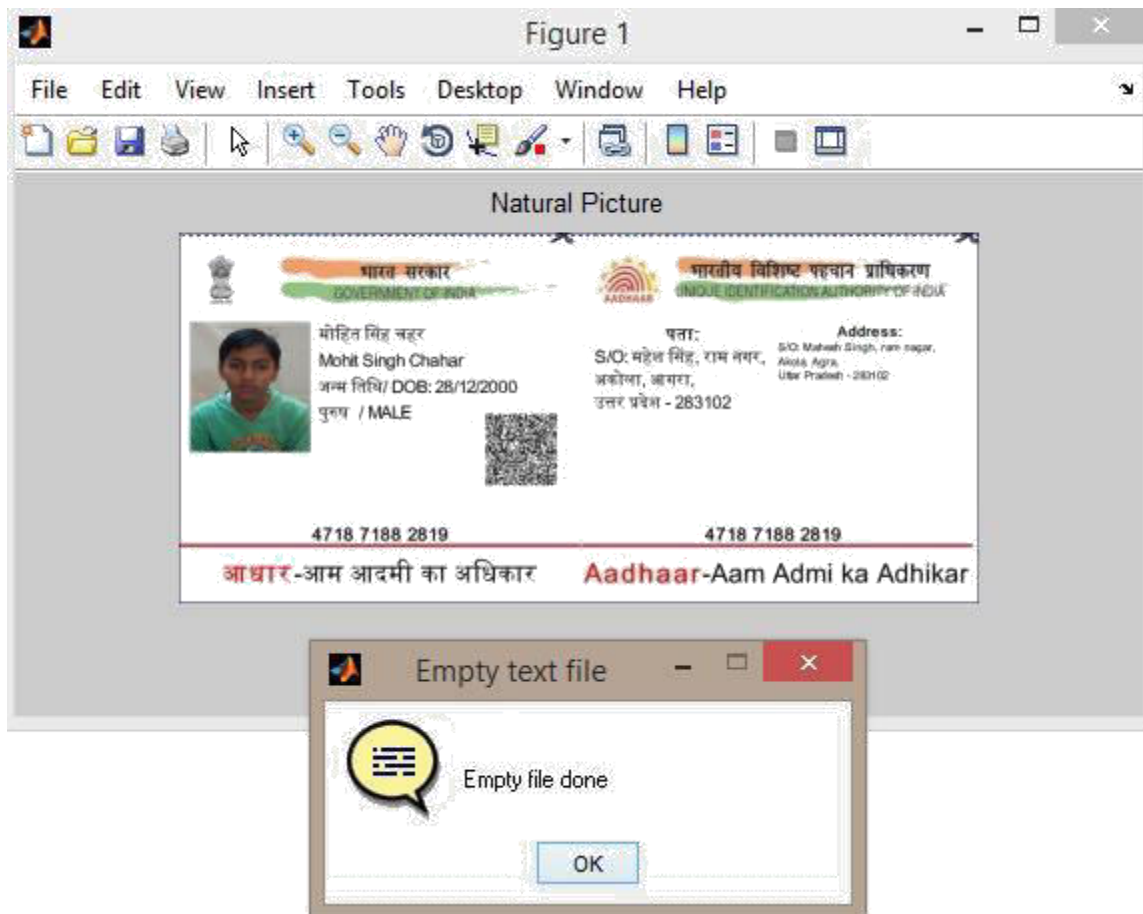 Figure 1
File Edit View Insert Tools Desktop Window Help
Natural Picture
भारत सरकार
GOVERNMENT OF INDIA
मोहित सिंह चहर
Mohit Singh Chahar
जन्म तिथि/ DOB: 28/12/2000
पुरुष / MALE
4718 7188 2819
आधार-आम आदमी का अधिकार
भारतीय विशिष्ट पहचान प्राधिकरण
UNIQUE IDENTIFICATION AUTHORITY OF INDIA
AADHAAR
पता:
S/O: महेश सिंह, राम नगर,
अकोला, आगरा,
उत्तर प्रदेश - 283102
Address:
S/O: Mahesh Singh, ram nagar,
Akola, Agra,
Uttar Pradesh - 283102
4718 7188 2819
Aadhaar-Aam Admi ka Adhikar
Empty text file
Empty file done
OK